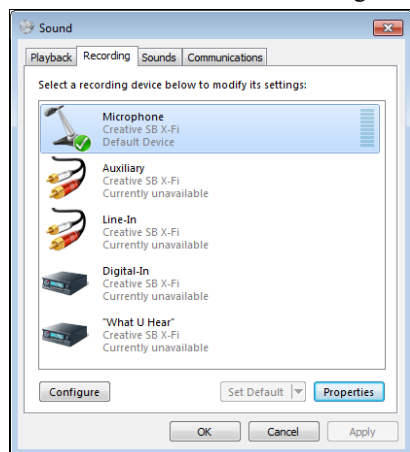 Sound
Playback Recording Sounds Communications
Select a recording device below to modify its settings:
Microphone
Creative SB X-Fi
Default Device
Auxiliary
Creative SB X-Fi
Currently unavailable
Line-In
Creative SB X-Fi
Currently unavailable
Digital-In
Creative SB X-Fi
Currently unavailable
"What U Hear"
Creative SB X-Fi
Currently unavailable
Configure Set Default Properties
OK Cancel Apply